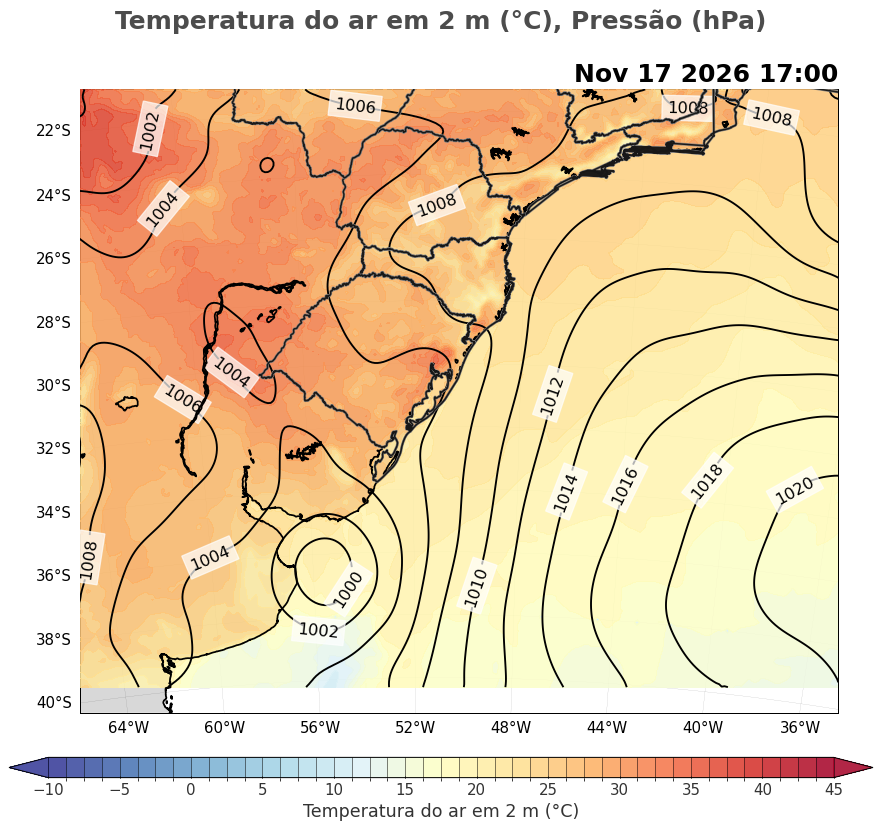 Temperatura do ar em 2 m (°C), Pressão (hPa)
Nov 17 2026 17:00
1006
1008
1008
1002
22°S
1004
1008
24°S
26°S
28°S
1004
1006
1012
30°S
32°S
1014
1016
1018
1020
34°S
1008
1004
1000
1010
36°S
1002
38°S
40°S
64°W 60°W 56°W 52°W 48°W 44°W 40°W 36°W
−10 −5 0 5 10 15 20 25 30 35 40 45
Temperatura do ar em 2 m (°C)